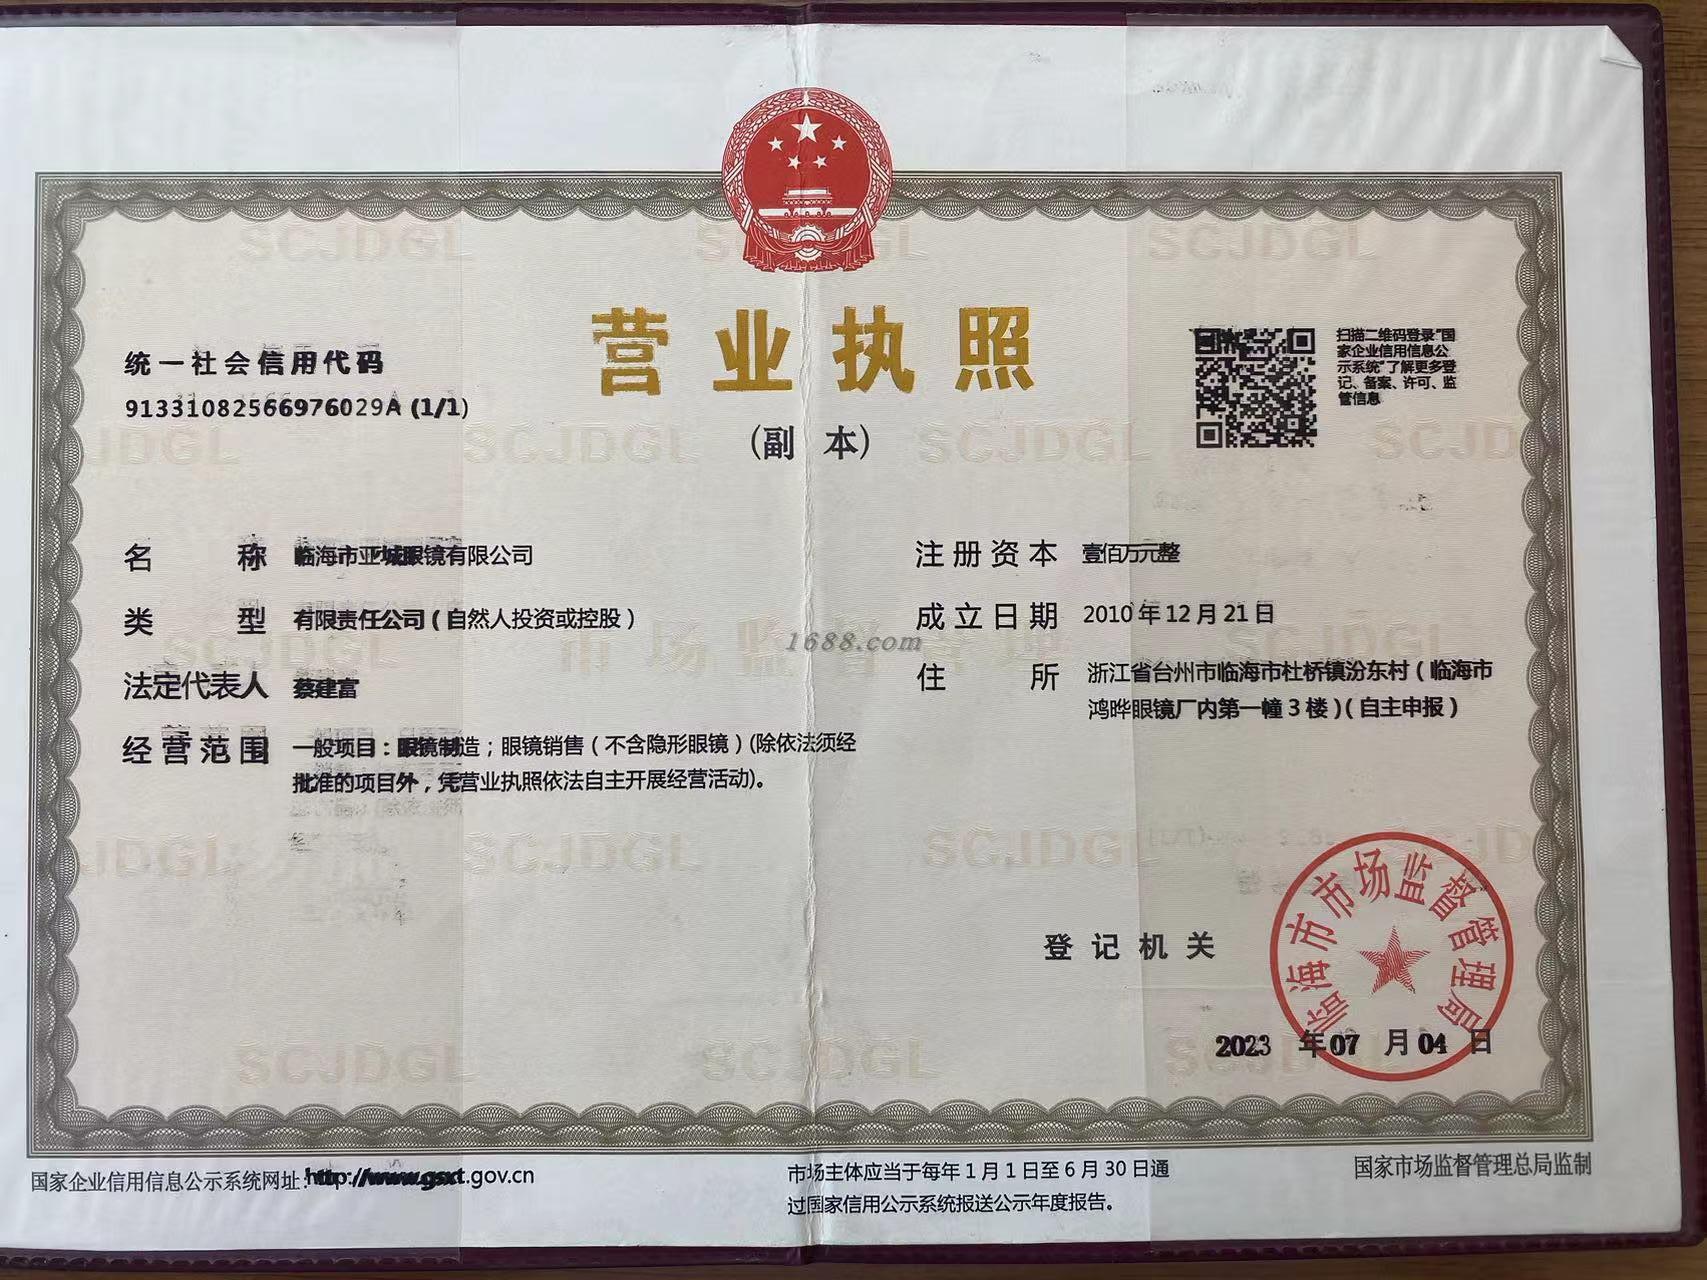 营业执照
(副 本)
统一社会信用代码
91331082566976029A (1/1)
扫描二维码登录“国
家企业信用信息公
示系统”了解更多登
记、备案、许可、监
管信息
名 称 临海市亚城眼镜有限公司
类 型 有限责任公司（自然人投资或控股）
法定代表人 蔡建富
经营范围 一般项目：眼镜制造；眼镜销售（不含隐形眼镜）(除依法须经
批准的项目外，凭营业执照依法自主开展经营活动)。
注册资本 壹佰万元整
成立日期 2010年12月21日
住 所 浙江省台州市临海市杜桥镇汾东村（临海市
鸿晔眼镜厂内第一幢3楼）（自主申报）
1688.com
登记机关
临海市市场监督管理局
2023 年 07 月 04 日
国家企业信用信息公示系统网址：http://www.gsxt.gov.cn
市场主体应当于每年1月1日至6月30日通
过国家信用公示系统报送公示年度报告。
国家市场监督管理总局监制